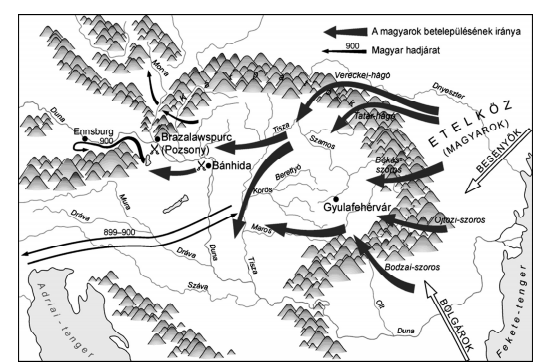 A magyarok betelepülésének iránya
900
Magyar hadjárat
Morva
Vereckei-hágó
Dnyeszter
Duna
Ennsburg
900
Brazalawspurc
(Pozsony)
Tatár-hágó
ETELKÖZ
(MAGYAROK)
BESENYŐK
Tisza
Szamos
Bánhida
Békás-
szoros
Berettyó
Körös
Gyulafehérvár
Mura
Dráva
Maros
Ojtozi-szoros
899–900
Dráva
Duna
Tisza
Bodzai-szoros
Száva
Olt
Duna
BOLGÁROK
Adriai-tenger
Fekete-tenger